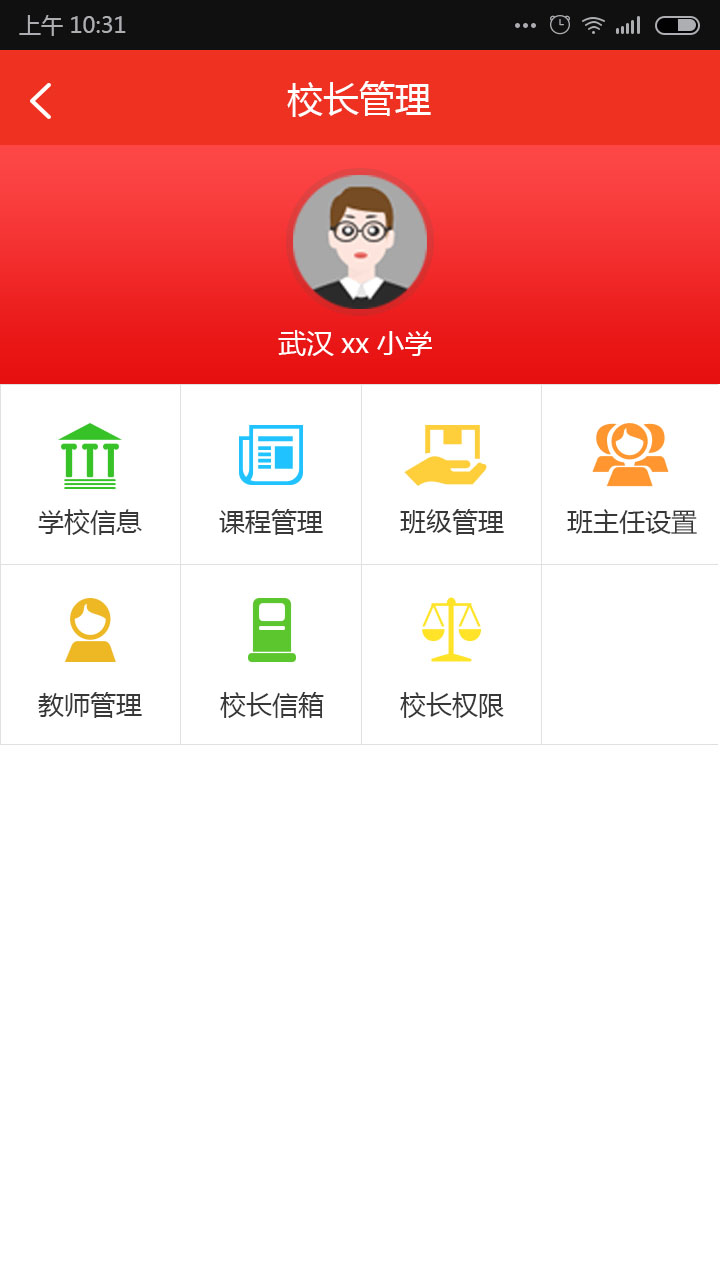 上午 10:31
校长管理
武汉 xx 小学
学校信息 课程管理 班级管理 班主任设置
教师管理 校长信箱 校长权限